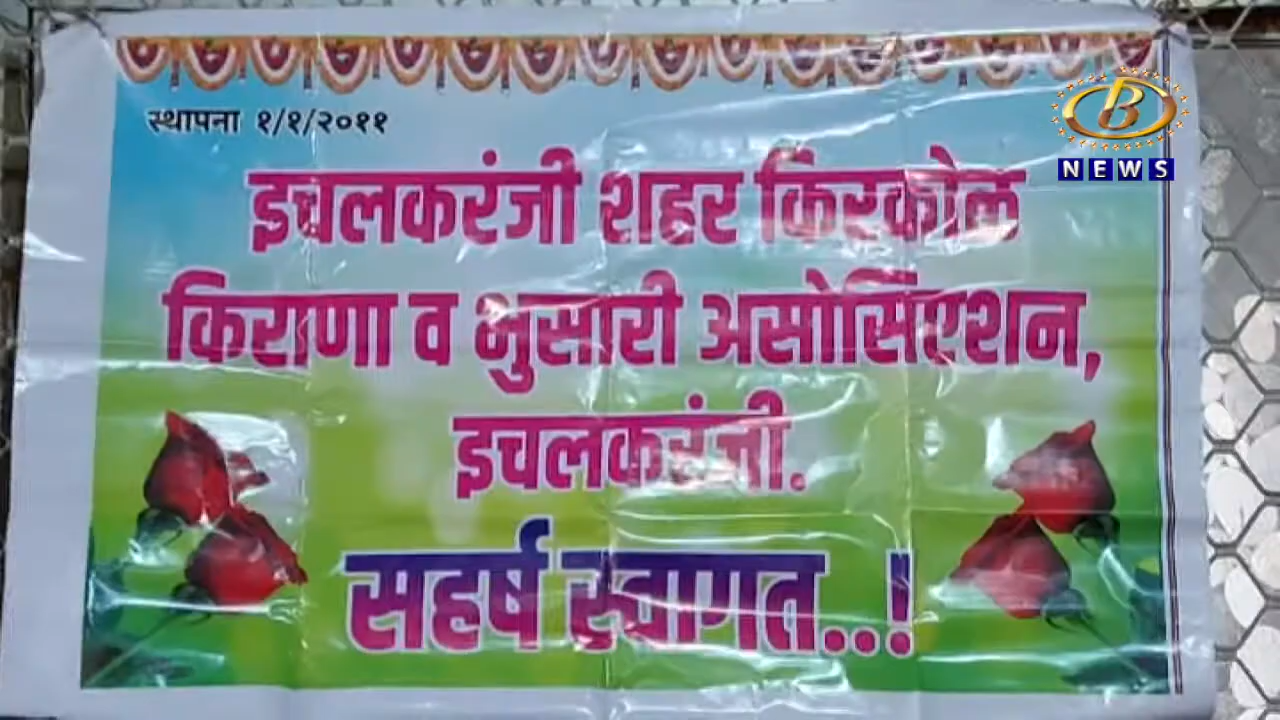 स्थापना १/१/२०११
B
NEWS
इचलकरंजी शहर किरकोळ
किराणा व भुसारी असोसिएशन,
इचलकरंजी.
सहर्ष स्वागत..!